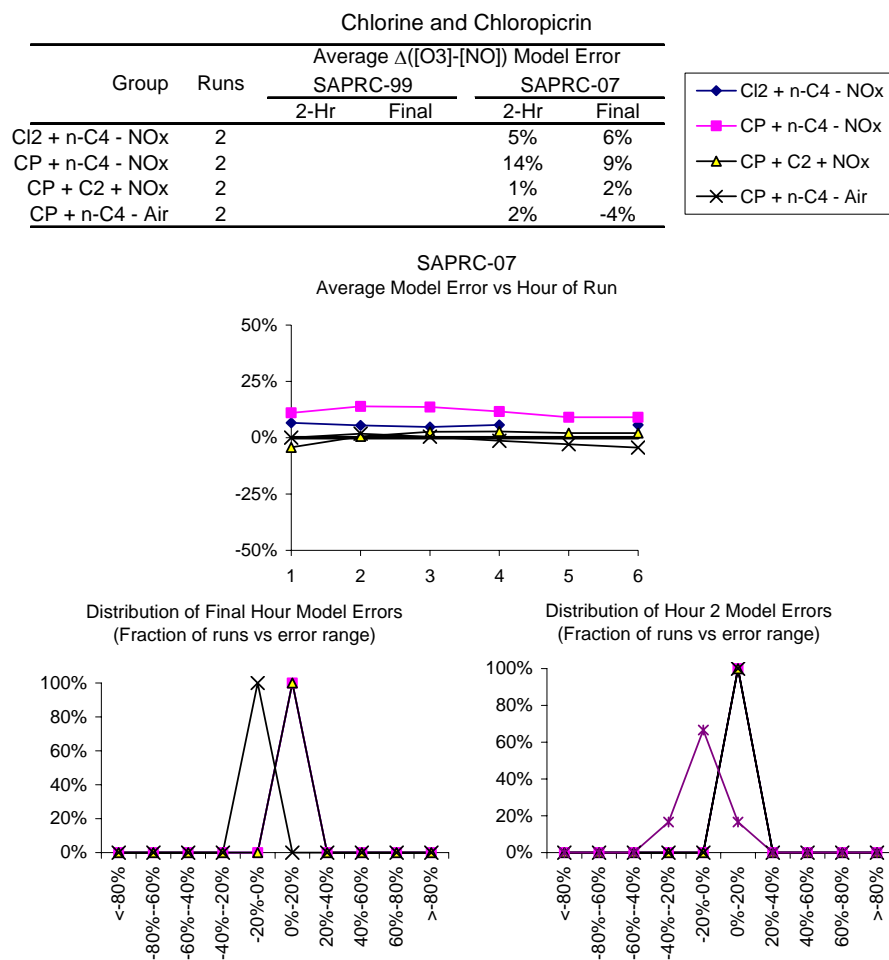 Chlorine and Chloropicrin
Average Δ([O3]-[NO]) Model Error
Group Runs SAPRC-99 SAPRC-07
2-Hr Final 2-Hr Final
Cl2 + n-C4 - NOx 2 5% 6%
CP + n-C4 - NOx 2 14% 9%
CP + C2 + NOx 2 1% 2%
CP + n-C4 - Air 2 2% -4%
Cl2 + n-C4 - NOx
CP + n-C4 - NOx
CP + C2 + NOx
CP + n-C4 - Air
SAPRC-07
Average Model Error vs Hour of Run
50%
25%
0%
-25%
-50%
1 2 3 4 5 6
Distribution of Final Hour Model Errors
(Fraction of runs vs error range)
100%
80%
60%
40%
20%
0%
<-80%
-80%--60%
-60%--40%
-40%--20%
-20%-0%
0%-20%
20%-40%
40%-60%
60%-80%
>-80%
Distribution of Hour 2 Model Errors
(Fraction of runs vs error range)
100%
80%
60%
40%
20%
0%
<-80%
-80%--60%
-60%--40%
-40%--20%
-20%-0%
0%-20%
20%-40%
40%-60%
60%-80%
>-80%